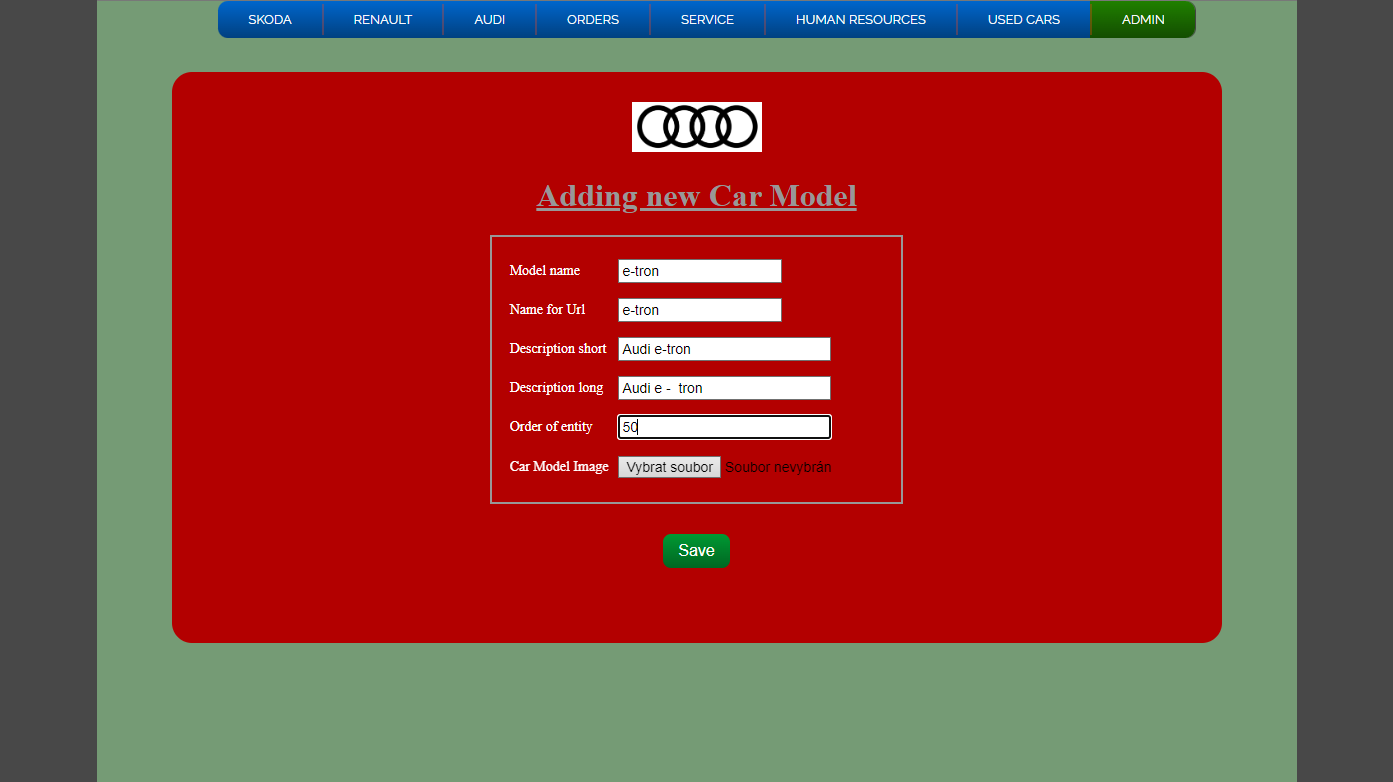 SKODA RENAULT AUDI ORDERS SERVICE HUMAN RESOURCES USED CARS ADMIN
Adding new Car Model
Model name e-tron
Name for Url e-tron
Description short Audi e-tron
Description long Audi e -  tron
Order of entity 50
Car Model Image Vybrat soubor Soubor nevybrán
Save